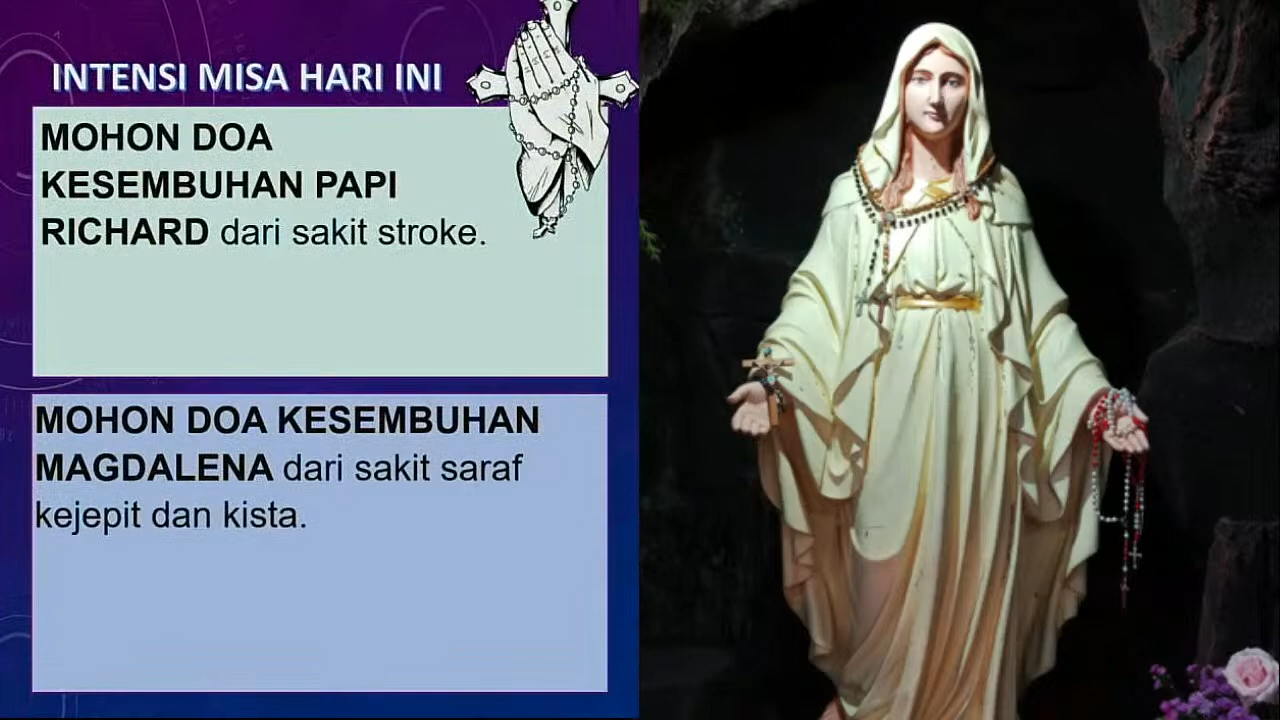 INTENSI MISA HARI INI
MOHON DOA
KESEMBUHAN PAPI
RICHARD dari sakit stroke.
MOHON DOA KESEMBUHAN
MAGDALENA dari sakit saraf
kejepit dan kista.